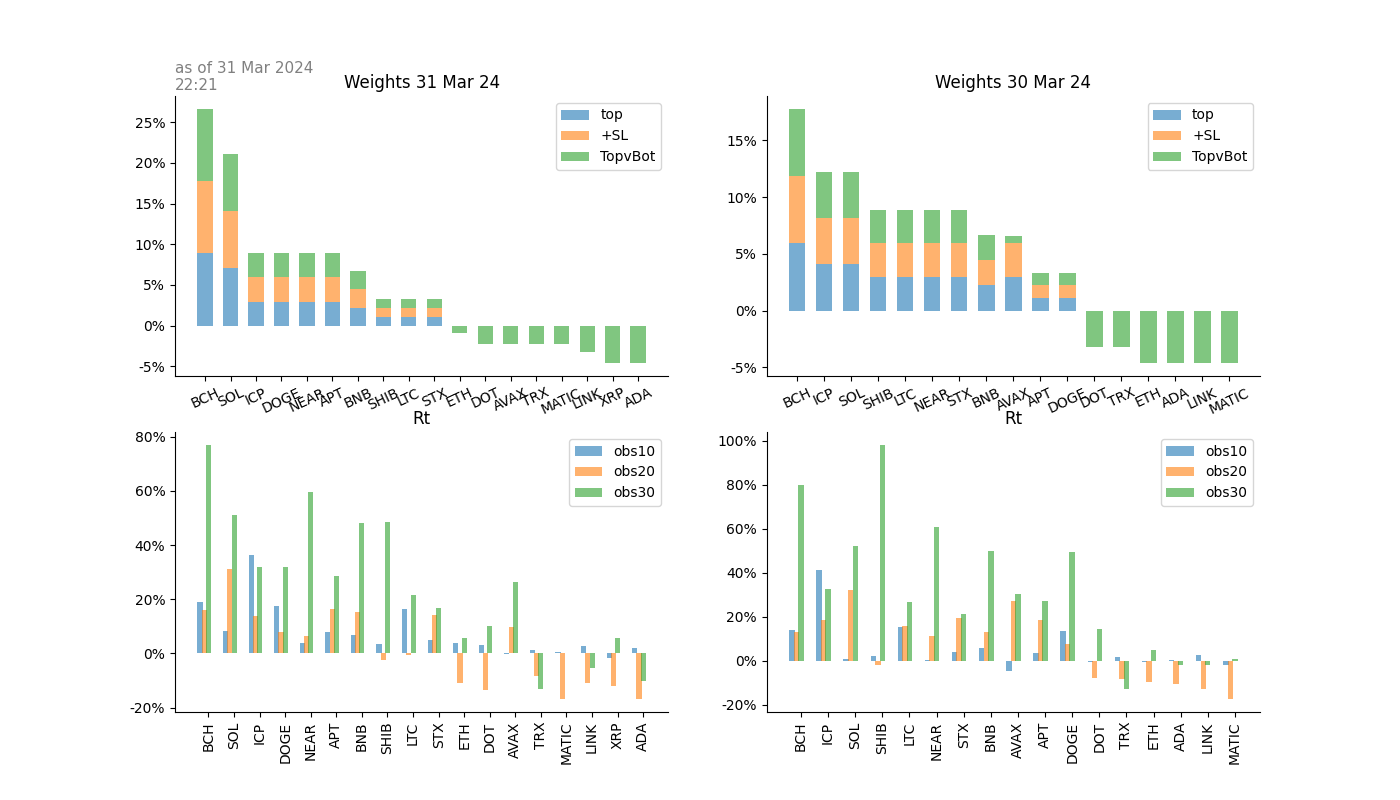 as of 31 Mar 2024
22:21
Weights 31 Mar 24
25%
20%
15%
10%
5%
0%
-5%
top
+SL
TopvBot
BCH SOL ICP DOGE NEAR APT BNB SHIB LTC STX ETH DOT AVAX TRX MATIC LINK XRP ADA
Weights 30 Mar 24
15%
10%
5%
0%
-5%
top
+SL
TopvBot
BCH ICP SOL SHIB LTC NEAR STX BNB AVAX APT DOGE DOT TRX ETH ADA LINK MATIC
Rt
80%
60%
40%
20%
0%
-20%
obs10
obs20
obs30
BCH SOL ICP DOGE NEAR APT BNB SHIB LTC STX ETH DOT AVAX TRX MATIC LINK XRP ADA
Rt
100%
80%
60%
40%
20%
0%
-20%
obs10
obs20
obs30
BCH ICP SOL SHIB LTC NEAR STX BNB AVAX APT DOGE DOT TRX ETH ADA LINK MATIC